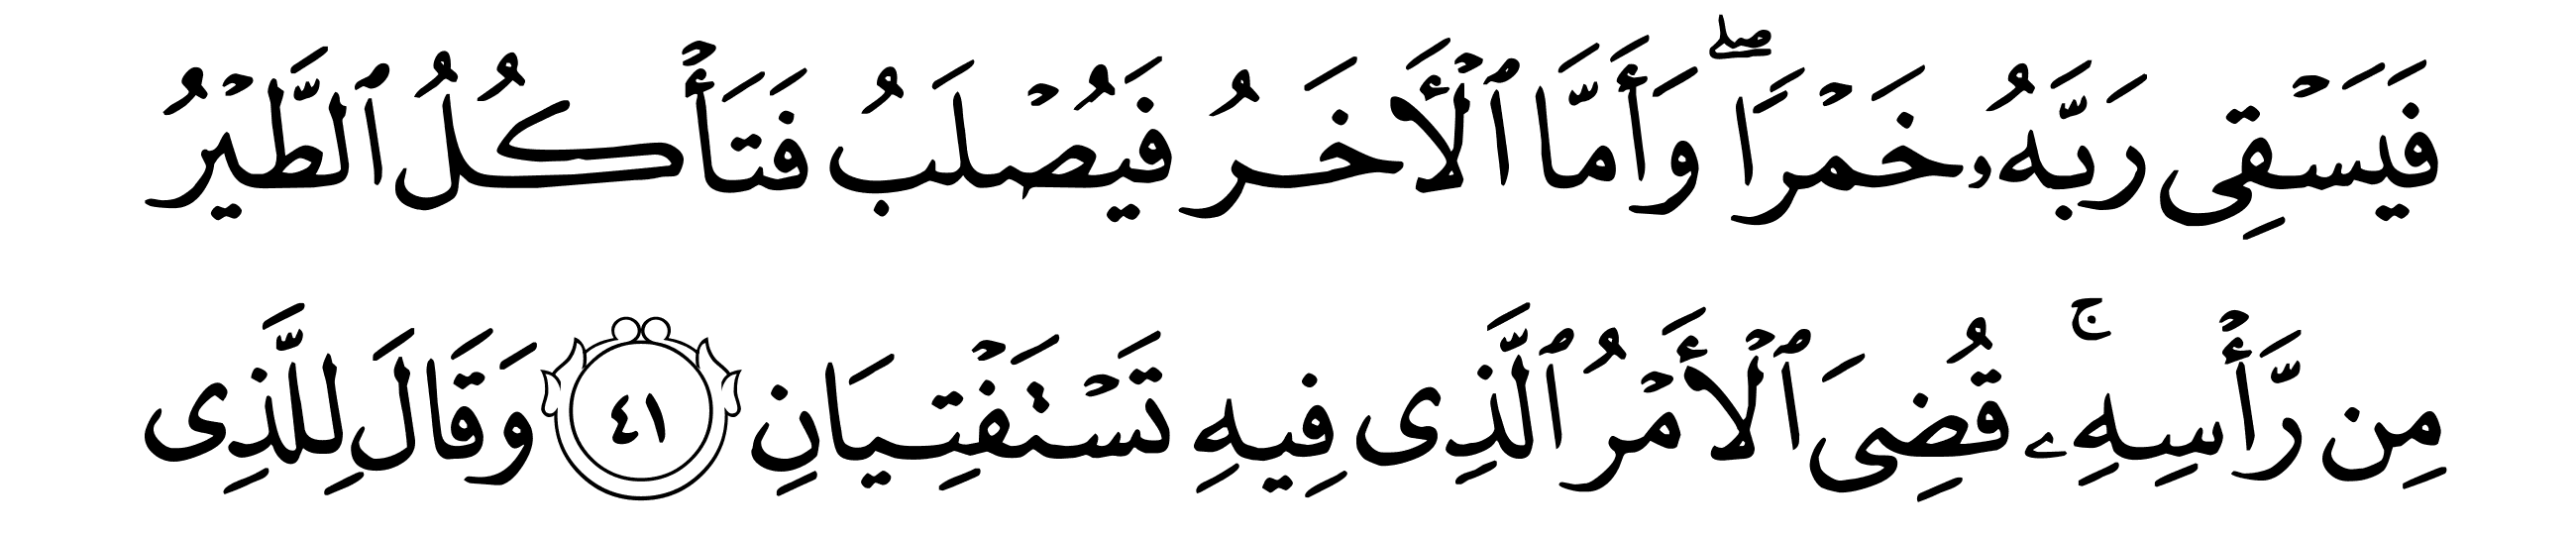 فَيَسۡقِى رَبَّهُۥ خَمۡرًاۖ وَأَمَّا ٱلۡأَخَرُ فَيُصۡلَبُ فَتَأۡكُلُ ٱلطَّيۡرُ
مِن رَّأۡسِهِۦۚ قُضِىَ ٱلۡأَمۡرُ ٱلَّذِى فِيهِ تَسۡتَفۡتِيَانِ ٤١ وَقَالَ لِلَّذِى